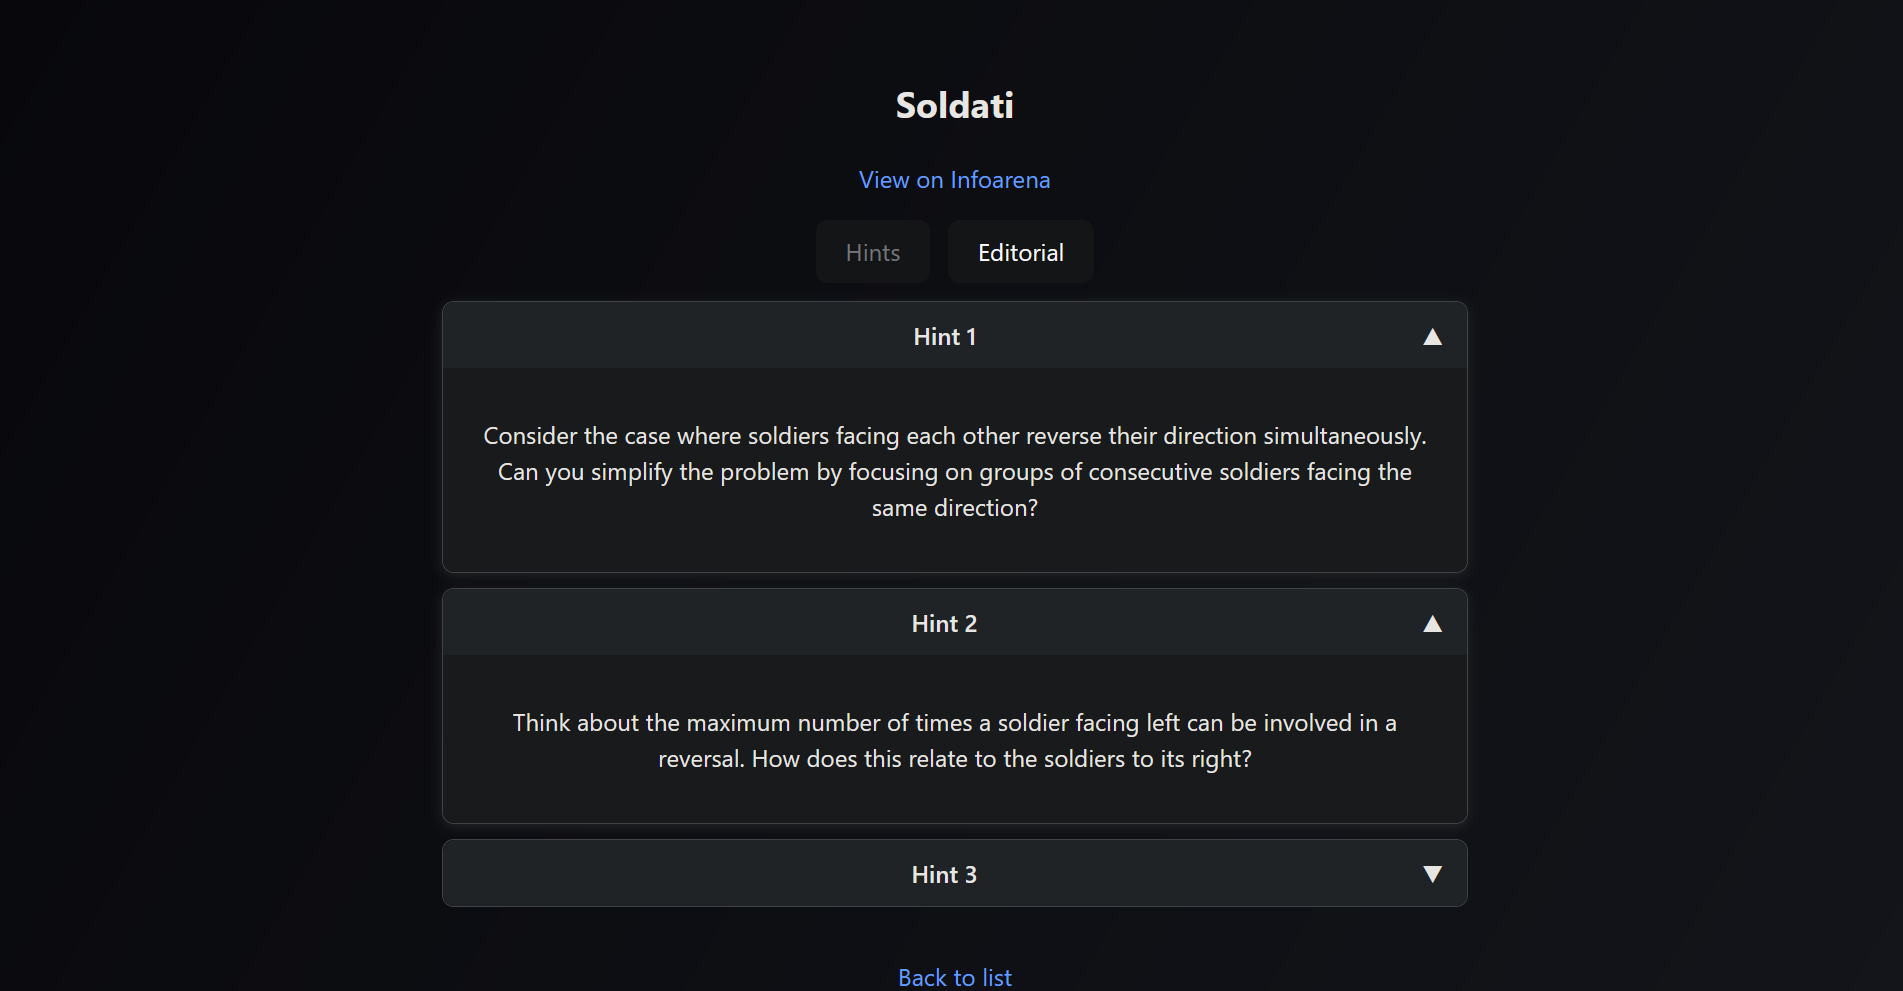 Soldati
View on Infoarena
Hints
Editorial
Hint 1
Consider the case where soldiers facing each other reverse their direction simultaneously.
Can you simplify the problem by focusing on groups of consecutive soldiers facing the
same direction?
Hint 2
Think about the maximum number of times a soldier facing left can be involved in a
reversal. How does this relate to the soldiers to its right?
Hint 3
Back to list